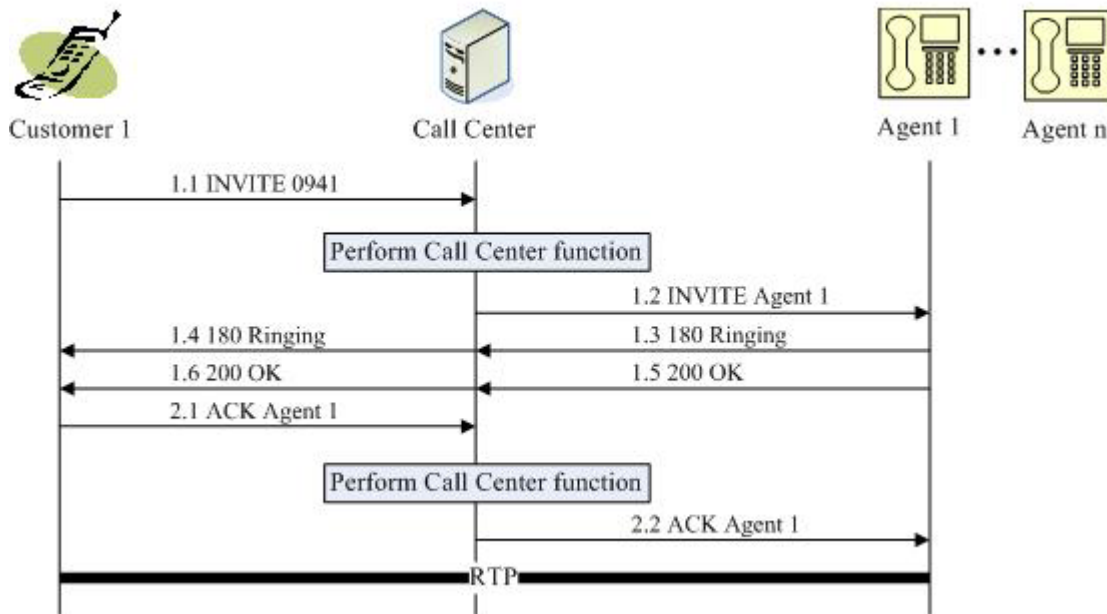 Customer 1
Call Center
Agent 1
Agent n
1.1 INVITE 0941
Perform Call Center function
1.2 INVITE Agent 1
1.4 180 Ringing
1.3 180 Ringing
1.6 200 OK
1.5 200 OK
2.1 ACK Agent 1
Perform Call Center function
2.2 ACK Agent 1
RTP